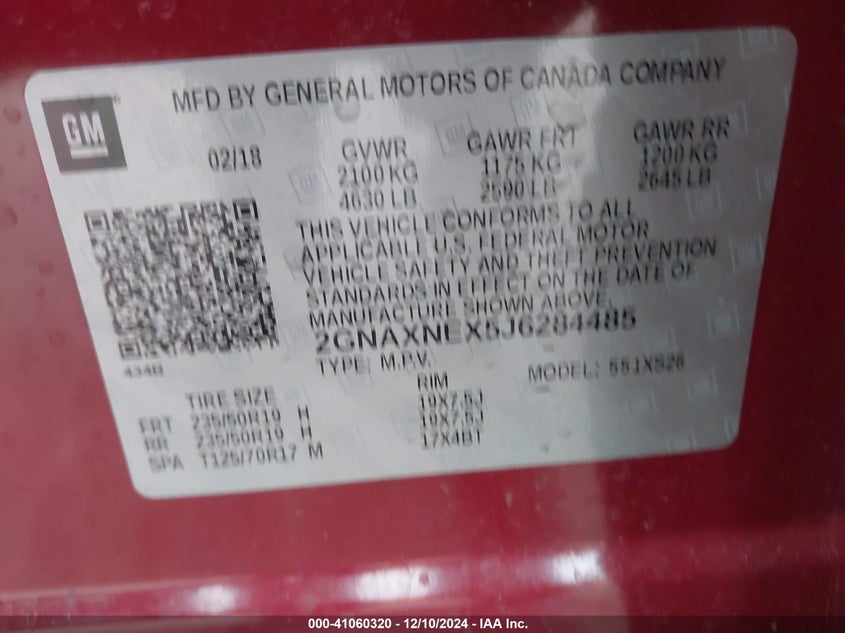 GM
MFD BY GENERAL MOTORS OF CANADA COMPANY
02/18
GVWR
2100 KG
4630 LB
GAWR FRT
1175 KG
2590 LB
GAWR RR
1200 KG
2645 LB
THIS VEHICLE CONFORMS TO ALL
APPLICABLE U.S. FEDERAL MOTOR
VEHICLE SAFETY AND THEFT PREVENTION
STANDARDS IN EFFECT ON THE DATE OF
MANUFACTURE SHOWN ABOVE.
2GNAXNEX5J6284485
TYPE: M.P.V. MODEL: 551XS26
434B
TIRE SIZE RIM
FRT 235/50R19 H 19X7.5J
RR 235/50R19 H 19X7.5J
SPA T125/70R17 M 17X4BT
000-41060320 - 12/10/2024 - IAA Inc.